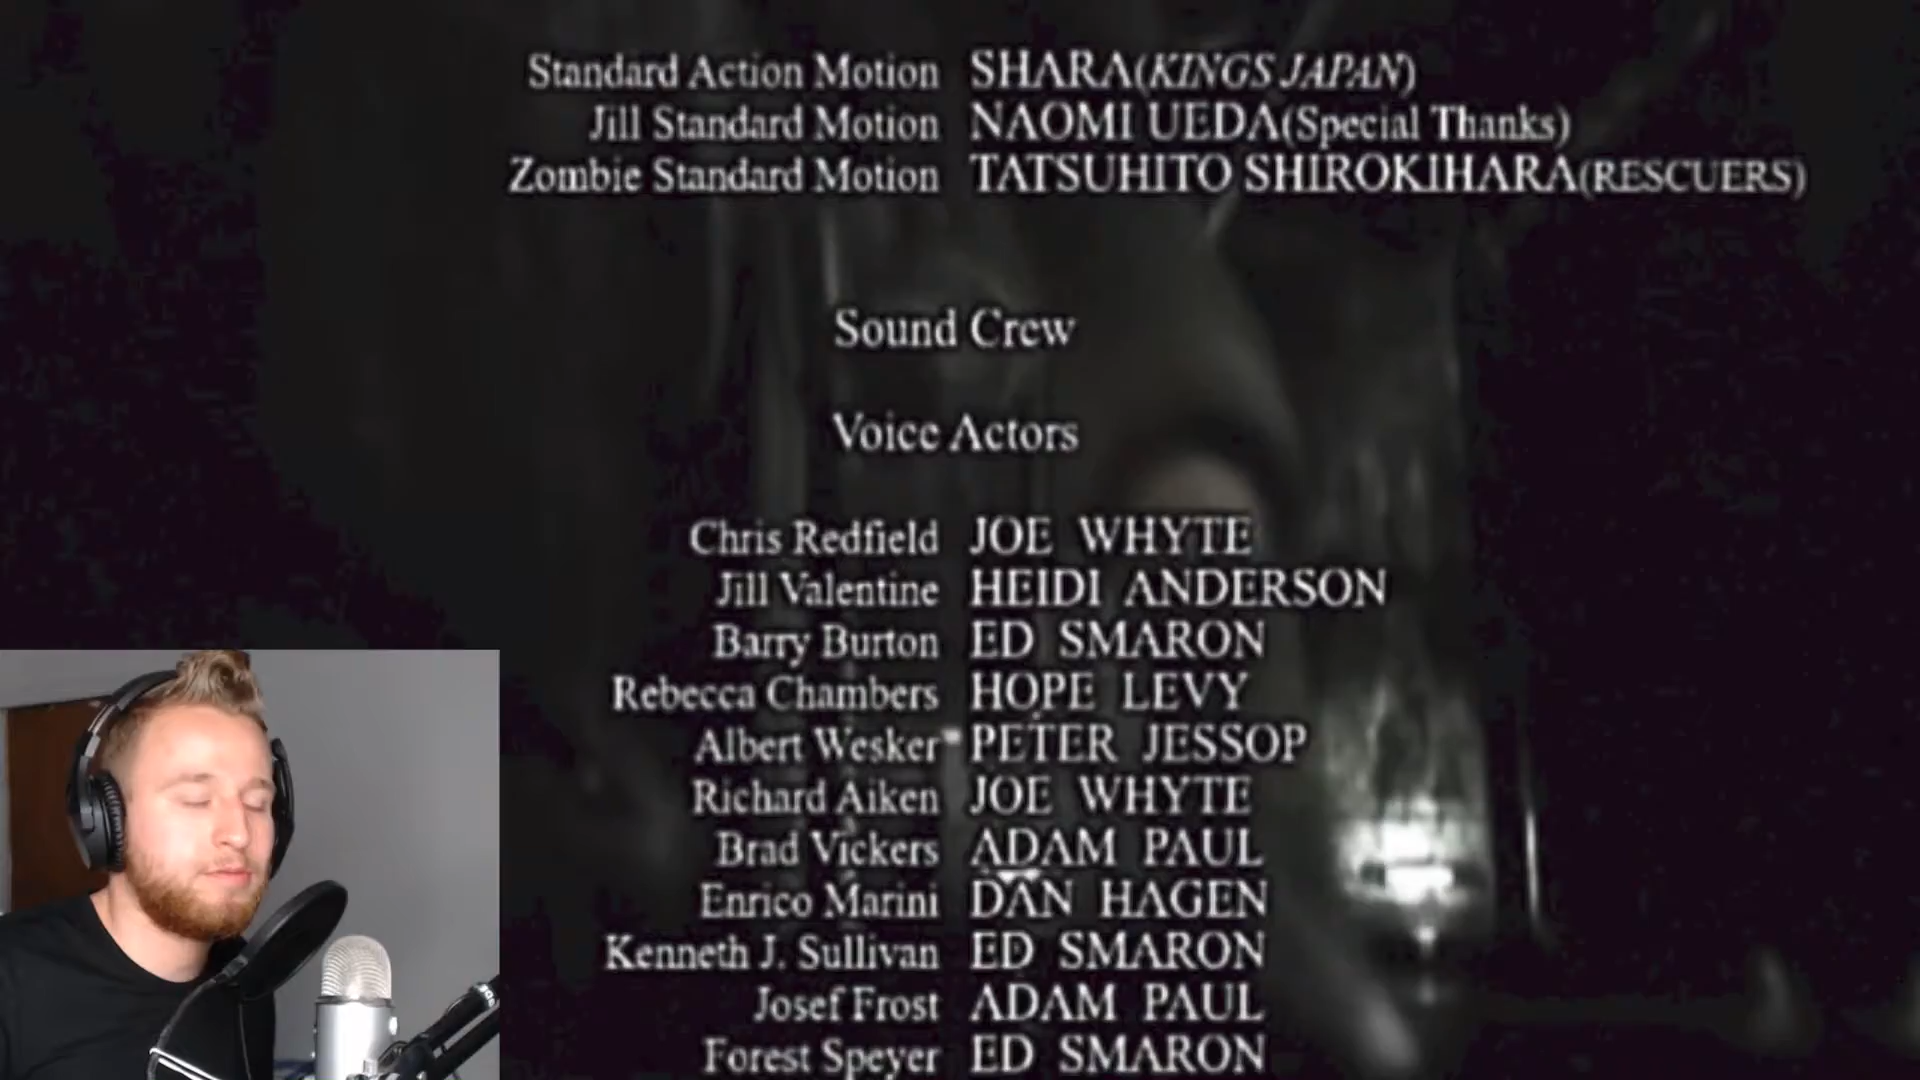 Standard Action Motion SHARA(KINGS JAPAN)
Jill Standard Motion NAOMI UEDA(Special Thanks)
Zombie Standard Motion TATSUHITO SHIROKIHARA(RESCUERS)
Sound Crew
Voice Actors
Chris Redfield JOE WHYTE
Jill Valentine HEIDI ANDERSON
Barry Burton ED SMARON
Rebecca Chambers HOPE LEVY
Albert Wesker PETER JESSOP
Richard Aiken JOE WHYTE
Brad Vickers ADAM PAUL
Enrico Marini DAN HAGEN
Kenneth J. Sullivan ED SMARON
Josef Frost ADAM PAUL
Forest Speyer ED SMARON